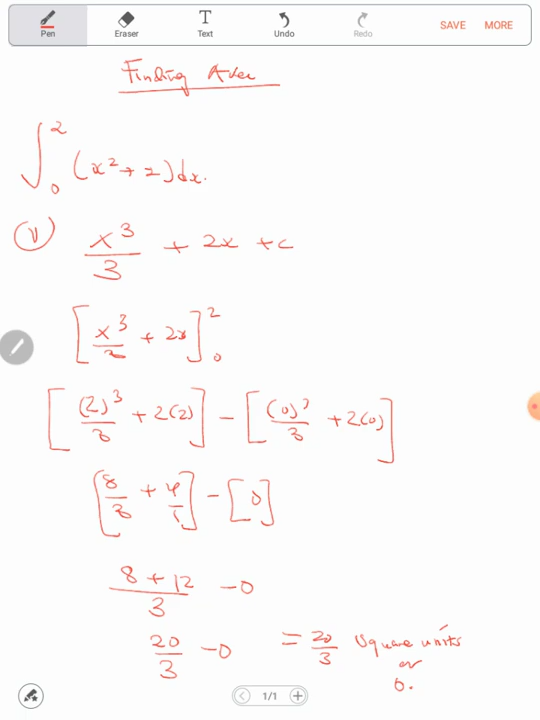 Pen Eraser Text Undo Redo SAVE MORE
Finding Area
∫₀² (x² + 2)dx.
(1) x³/3 + 2x + c
[x³/3 + 2x]₀²
[(2)³/3 + 2(2)] - [(0)³/3 + 2(0)]
[8/3 + 4/1] - [0]
8 + 12/3 - 0
20/3 - 0 = 20/3 Square units
or
0.
1/1